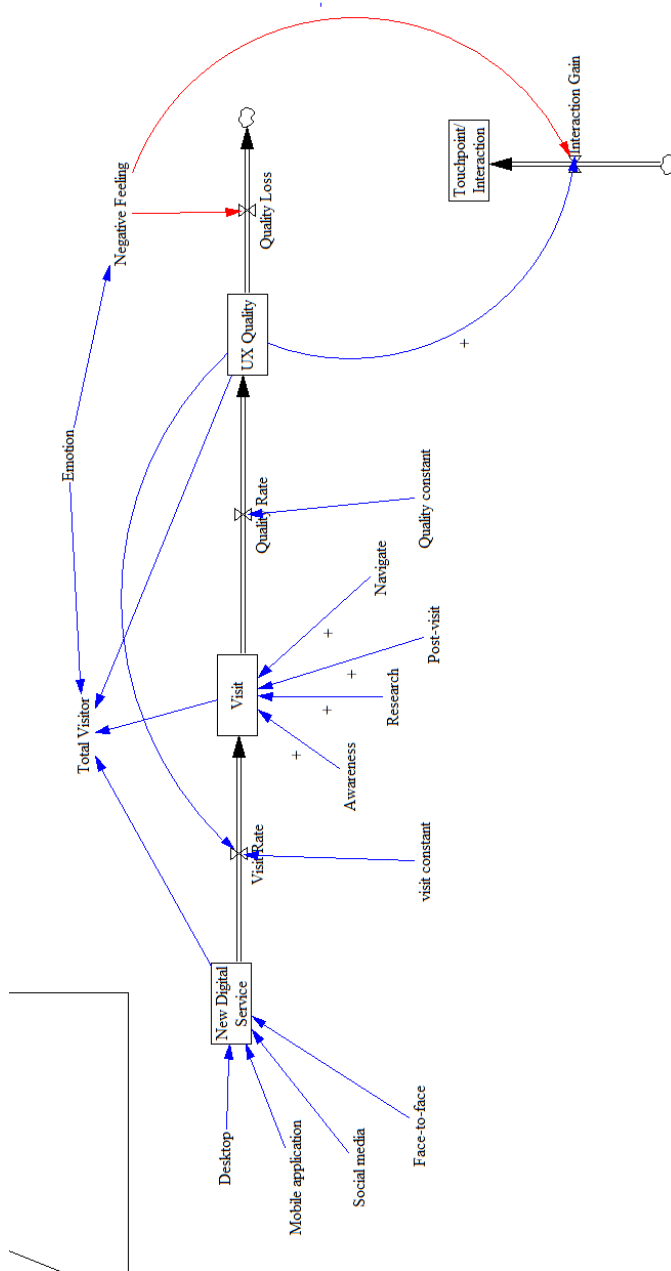 Total Visitor
Emotion
Negative Feeling
New Digital
Service
Visit Rate
Visit
Quality Rate
UX Quality
Quality Loss
Desktop
Mobile application
Social media
Face-to-face
visit constant
Awareness
+
Research
+
Post-visit
+
Navigate
+
Quality constant
+
Touchpoint/
Interaction
Interaction Gain
-